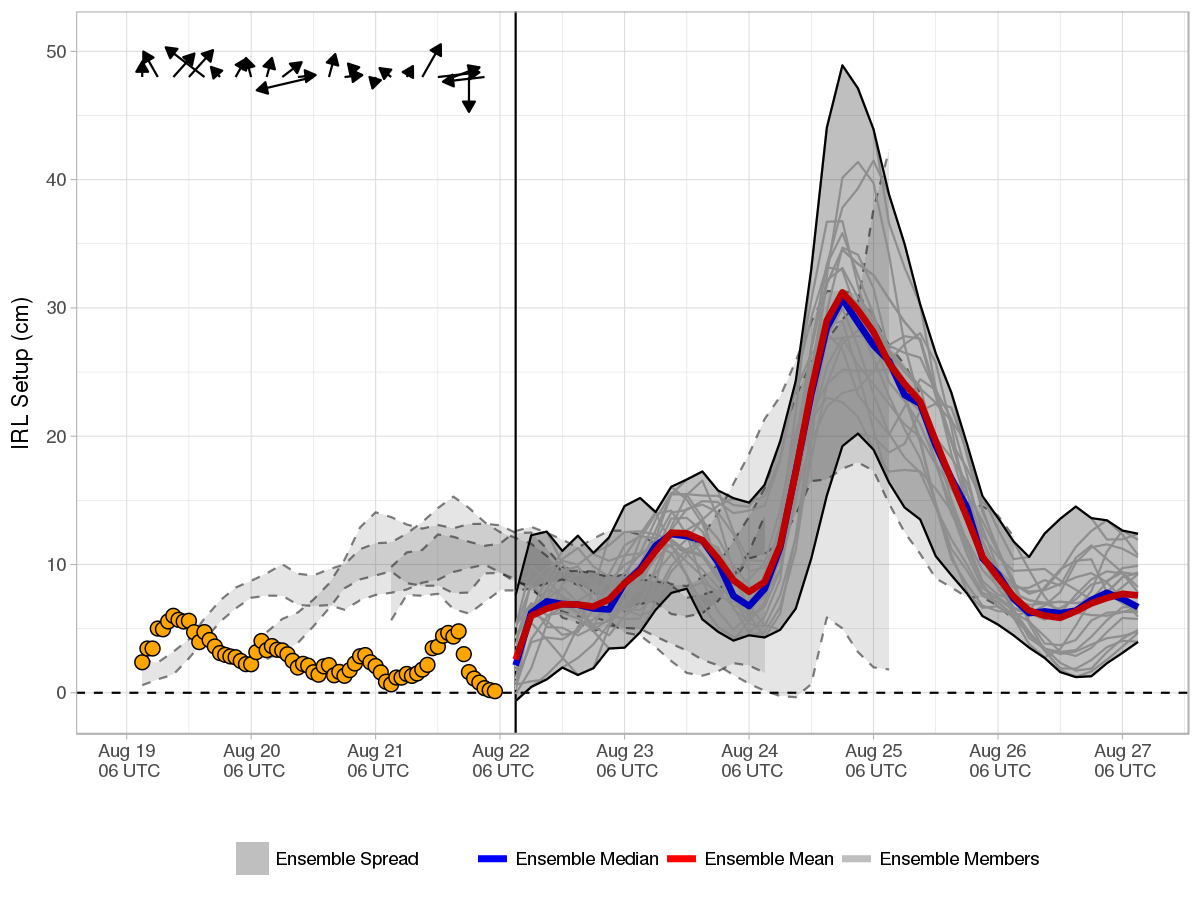 IRL Setup (cm)
50
40
30
20
10
0
Aug 19 Aug 20 Aug 21 Aug 22 Aug 23 Aug 24 Aug 25 Aug 26 Aug 27
06 UTC 06 UTC 06 UTC 06 UTC 06 UTC 06 UTC 06 UTC 06 UTC 06 UTC
Ensemble Spread Ensemble Median Ensemble Mean Ensemble Members